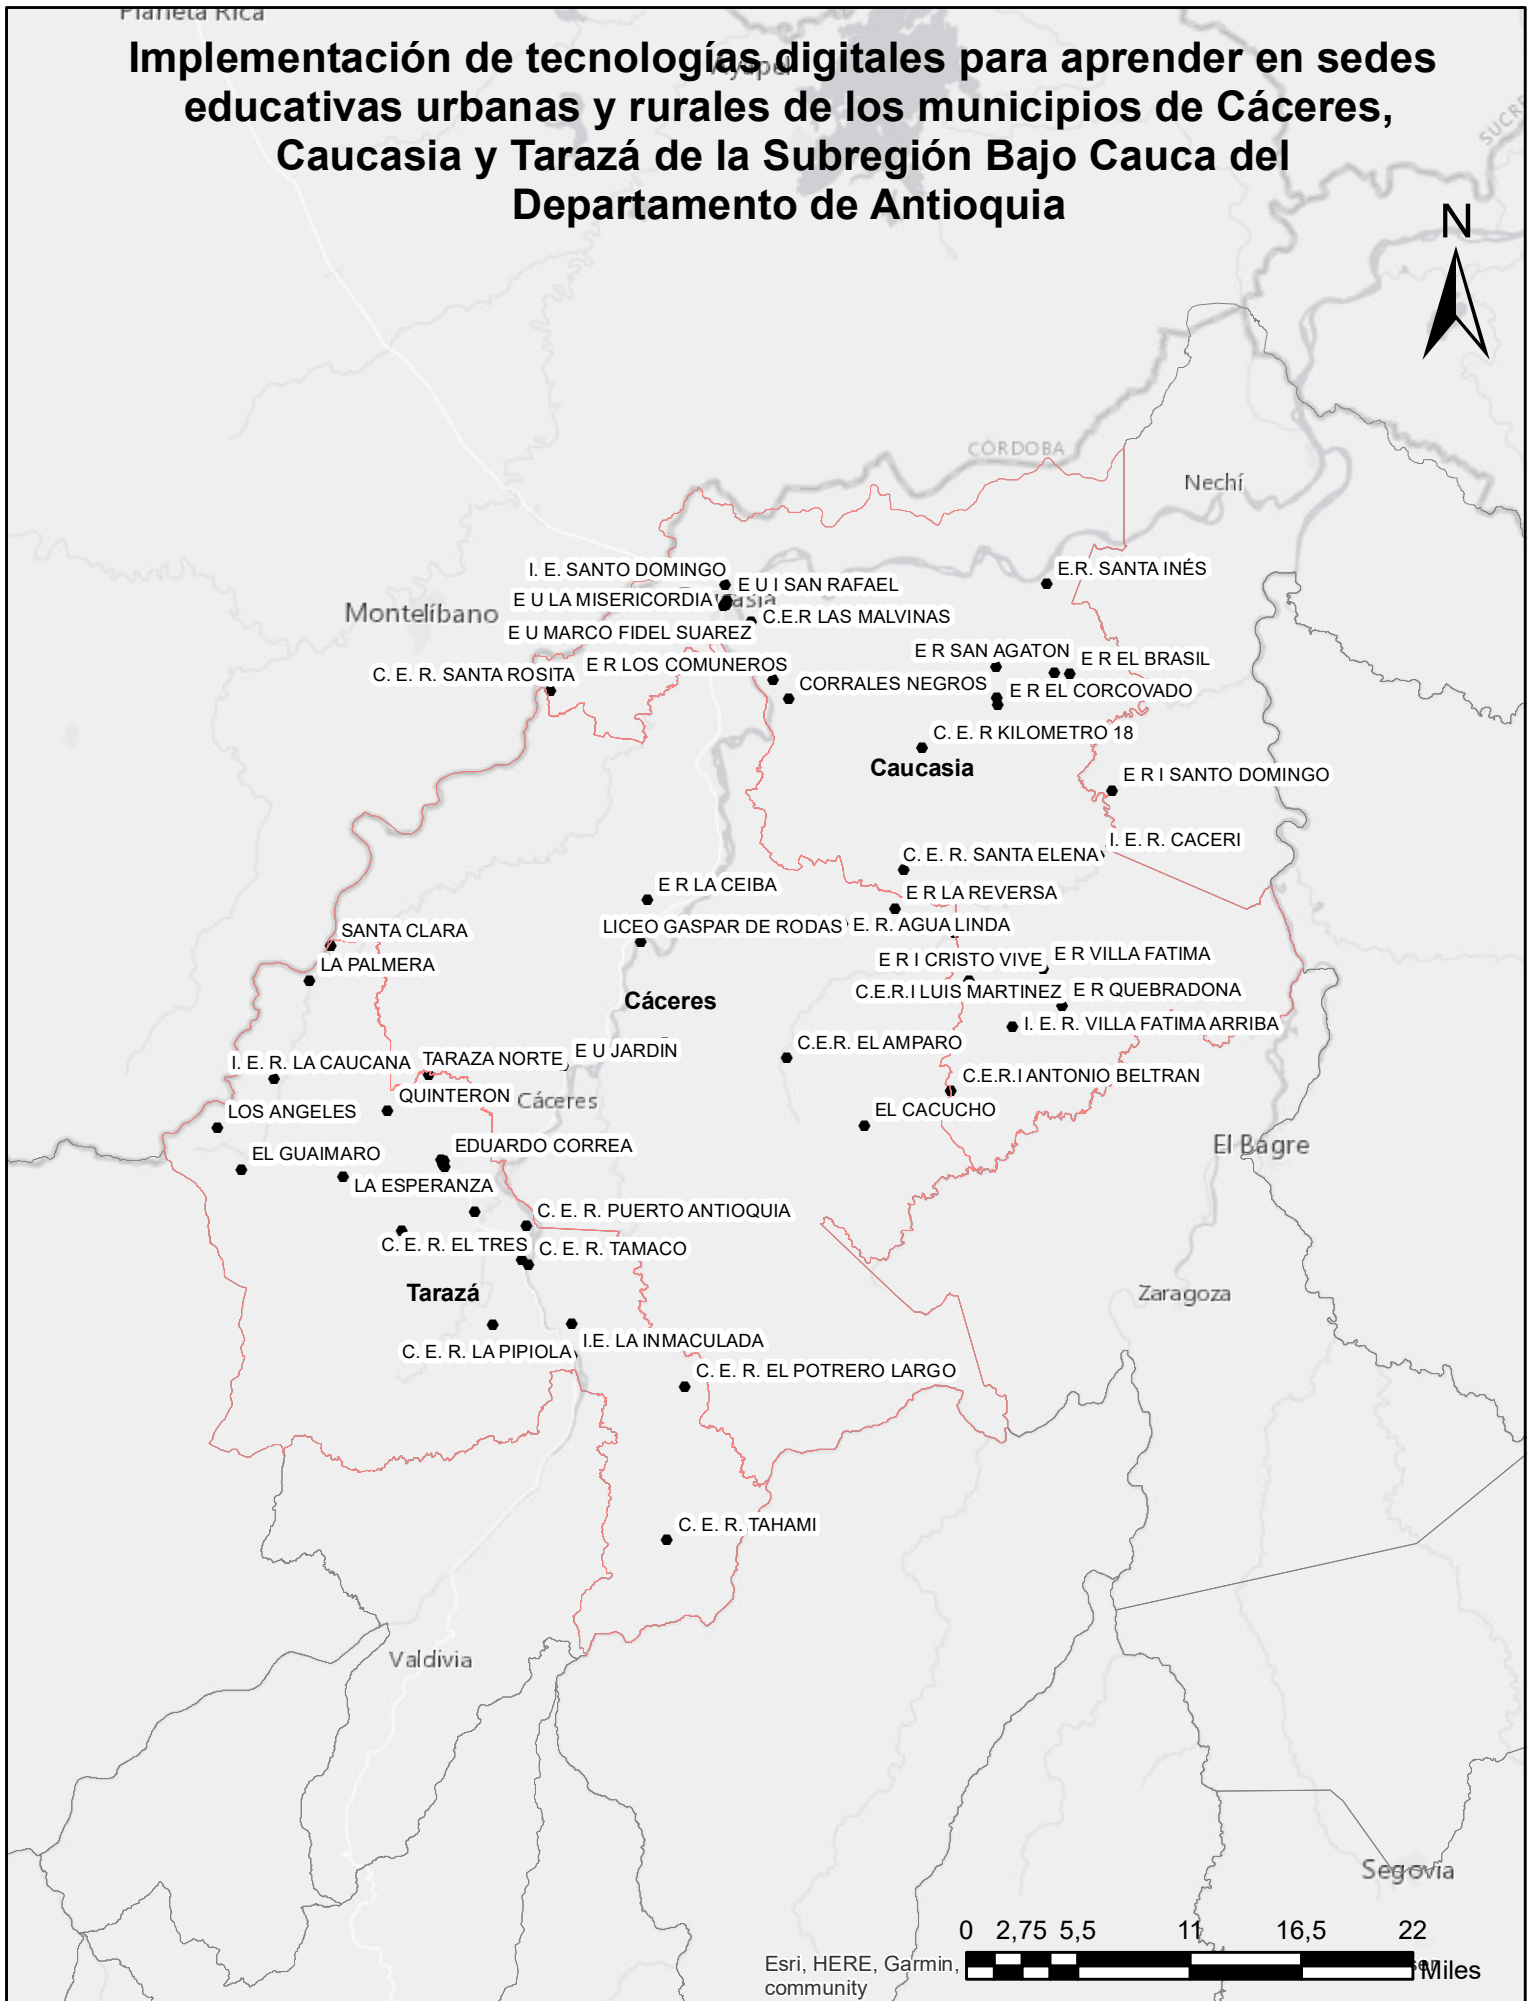 Planeta Rica
Implementación de tecnologías digitales para aprender en sedes
educativas urbanas y rurales de los municipios de Cáceres,
Caucasia y Tarazá de la Subregión Bajo Cauca del
Departamento de Antioquia
Ayapel
SUCRE
N
CÓRDOBA
Nechí
I. E. SANTO DOMINGO
E.R. SANTA INÉS
E U I SAN RAFAEL
E U LA MISERICORDIA
Montelíbano
C.E.R LAS MALVINAS
E U MARCO FIDEL SUAREZ
E R SAN AGATON
E R EL BRASIL
E R LOS COMUNEROS
C. E. R. SANTA ROSITA
CORRALES NEGROS
E R EL CORCOVADO
C. E. R KILOMETRO 18
Caucasia
E R I SANTO DOMINGO
I. E. R. CACERI
C. E. R. SANTA ELENA
E R LA CEIBA
E R LA REVERSA
LICEO GASPAR DE RODAS
E. R. AGUA LINDA
SANTA CLARA
E R I CRISTO VIVE
E R VILLA FATIMA
LA PALMERA
C.E.R.I LUIS MARTINEZ
E R QUEBRADONA
Cáceres
I. E. R. VILLA FATIMA ARRIBA
C.E.R. EL AMPARO
E U JARDÍN
TARAZA NORTE
I. E. R. LA CAUCANA
C.E.R.I ANTONIO BELTRAN
QUINTERON
Cáceres
LOS ANGELES
EL CACUCHO
El Bagre
EDUARDO CORREA
EL GUAIMARO
LA ESPERANZA
C. E. R. PUERTO ANTIOQUIA
C. E. R. EL TRES
C. E. R. TAMACO
Tarazá
Zaragoza
I.E. LA INMACULADA
C. E. R. LA PIPIOLA
C. E. R. EL POTRERO LARGO
C. E. R. TAHAMI
Valdivia
Segovia
0 2,75 5,5 11 16,5 22
Miles
Esri, HERE, Garmin,
community